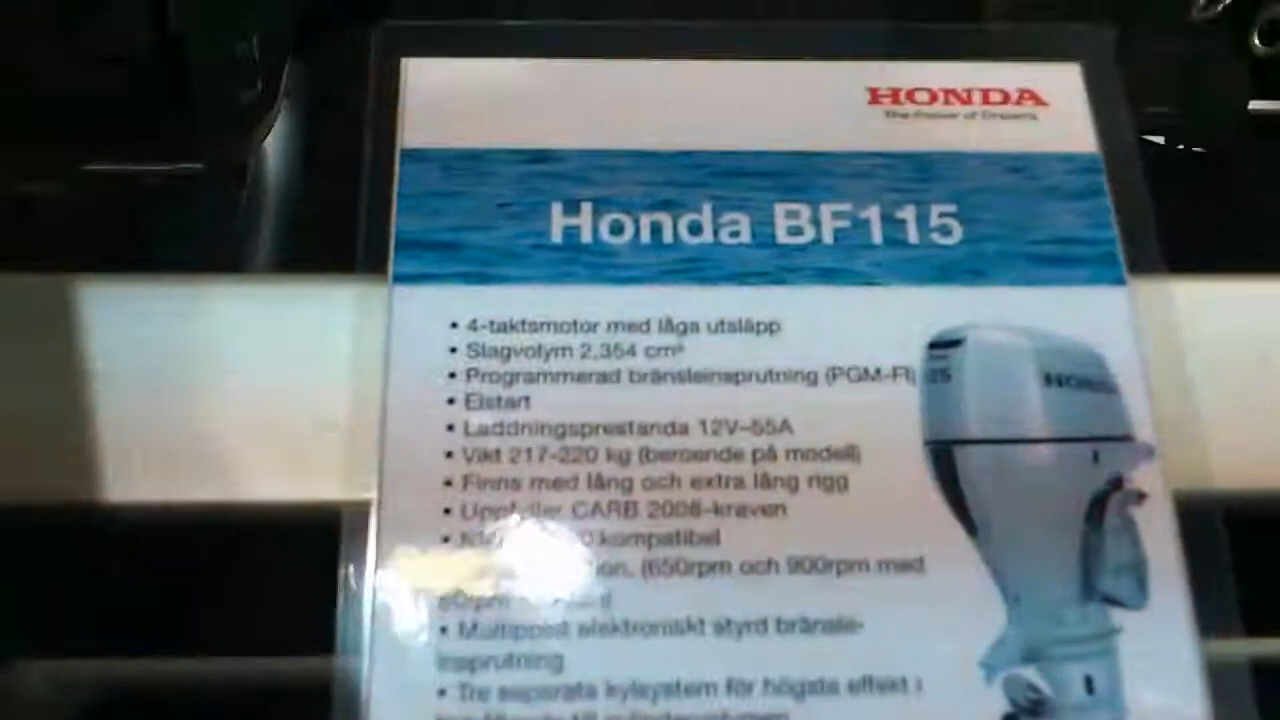 HONDA
The Power of Dreams
Honda BF115
• 4-taktsmotor med låga utsläpp
• Slagvolym 2,354 cm³
• Programmerad bränsleinsprutning (PGM-FI)
• Elstart
• Laddningsprestanda 12V–55A
• Vikt 217-220 kg (beroende på modell)
• Finns med lång och extra lång rigg
• CARB 2008-kraven
• kompatibel
(650rpm och 900rpm med
• Multipoint elektroniskt styrd bränsle-
insprutning
• Tre separata kylsystem för högsta effekt i
HONDA